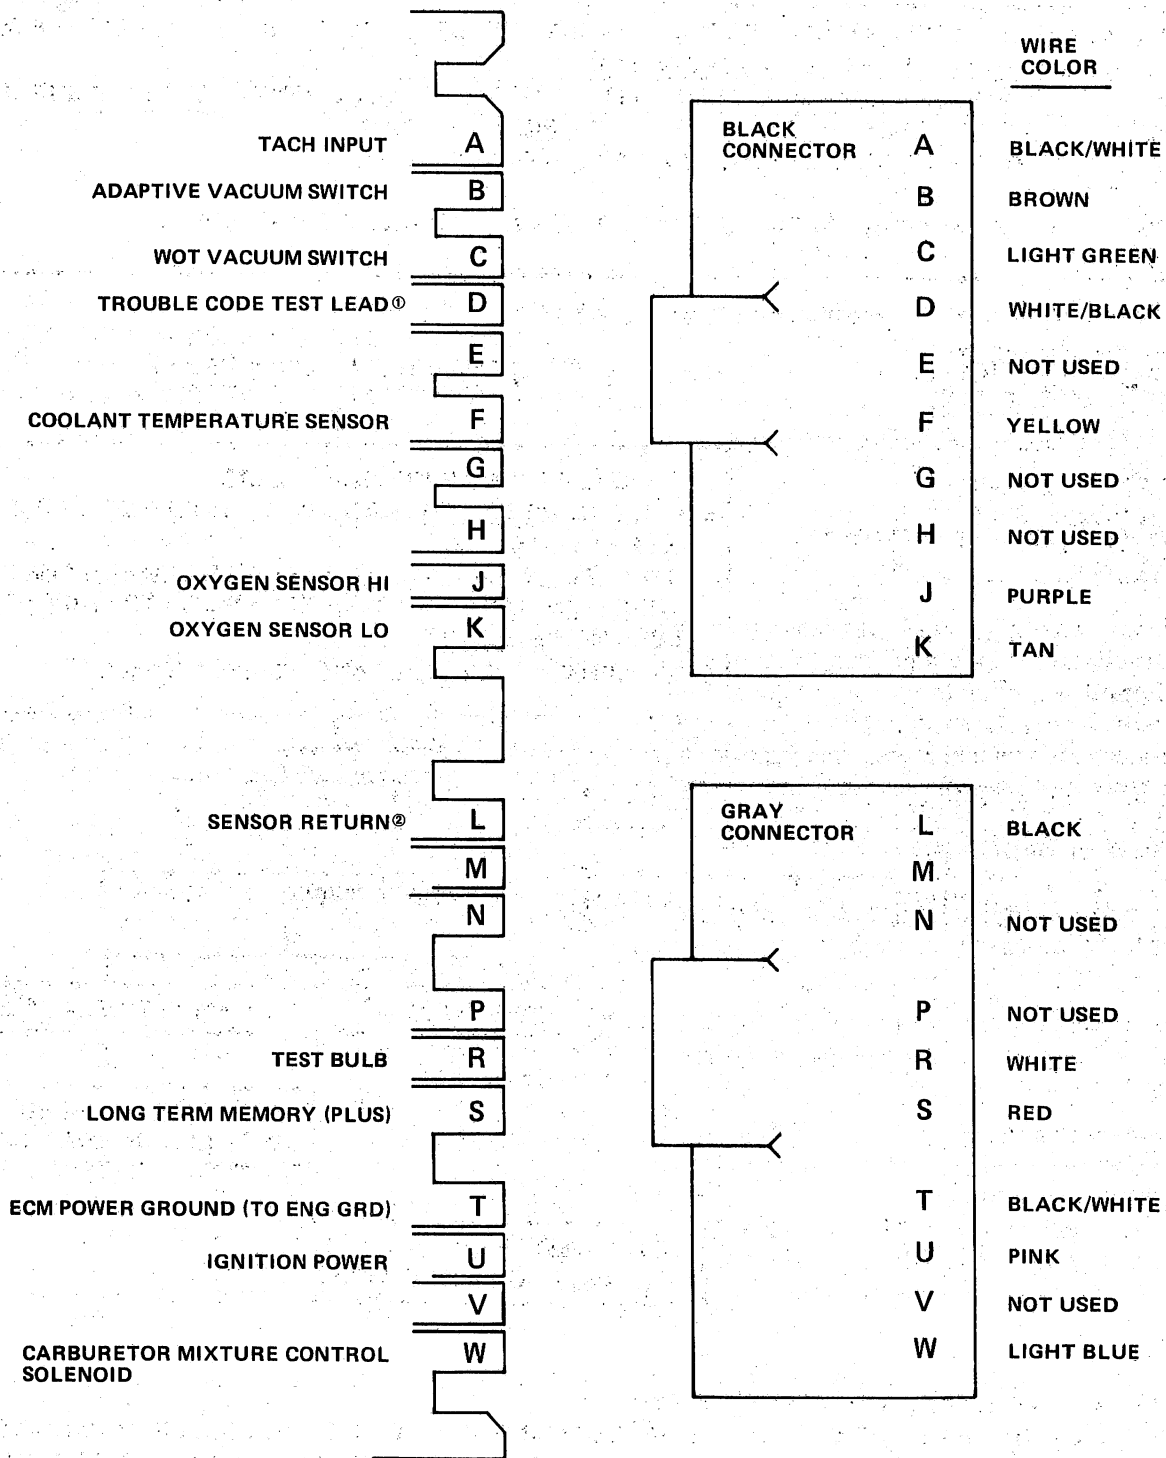 TACH INPUT A
ADAPTIVE VACUUM SWITCH B
WOT VACUUM SWITCH C
TROUBLE CODE TEST LEAD① D
E
COOLANT TEMPERATURE SENSOR F
G
H
OXYGEN SENSOR HI J
OXYGEN SENSOR LO K
SENSOR RETURN② L
M
N
P
TEST BULB R
LONG TERM MEMORY (PLUS) S
ECM POWER GROUND (TO ENG GRD) T
IGNITION POWER U
V
CARBURETOR MIXTURE CONTROL W
SOLENOID
WIRE
COLOR
BLACK
CONNECTOR
A BLACK/WHITE
B BROWN
C LIGHT GREEN
D WHITE/BLACK
E NOT USED
F YELLOW
G NOT USED
H NOT USED
J PURPLE
K TAN
GRAY
CONNECTOR
L BLACK
M
N NOT USED
P NOT USED
R WHITE
S RED
T BLACK/WHITE
U PINK
V NOT USED
W LIGHT BLUE